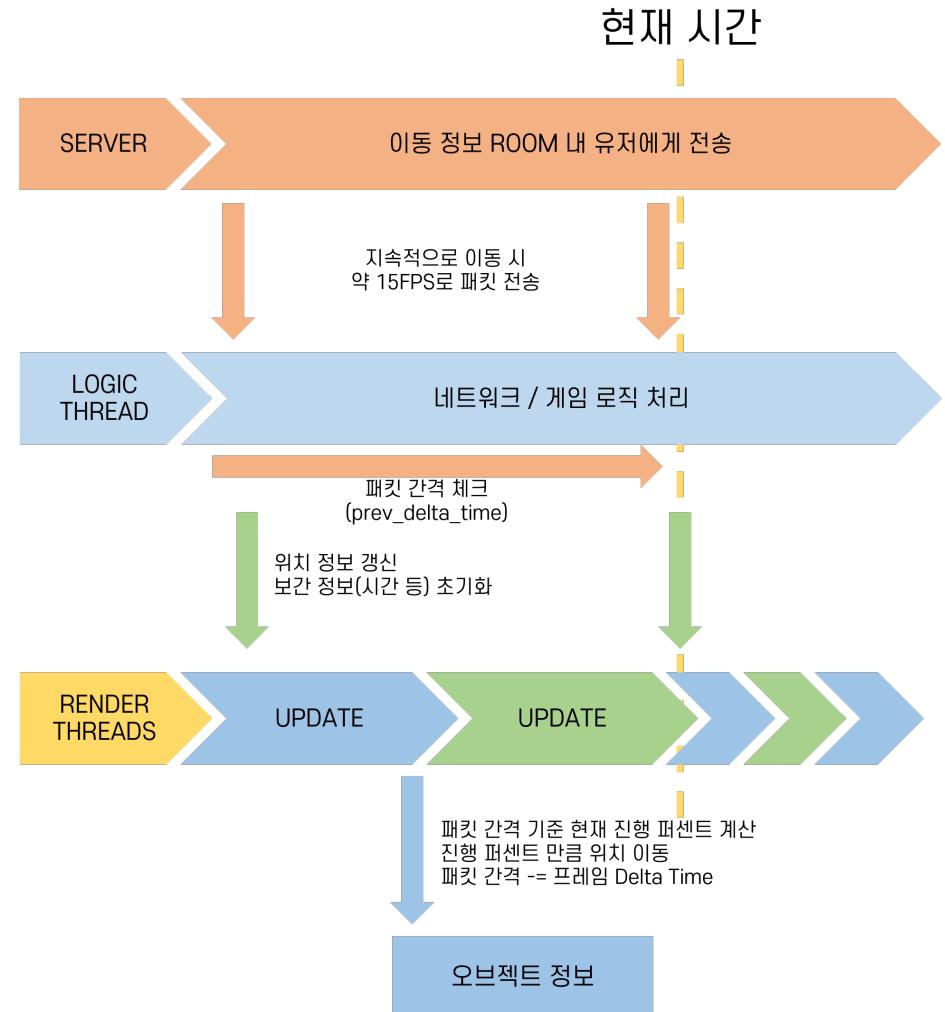 현재 시간
SERVER
이동 정보 ROOM 내 유저에게 전송
지속적으로 이동 시
약 15FPS로 패킷 전송
LOGIC
THREAD
네트워크 / 게임 로직 처리
패킷 간격 체크
(prev_delta_time)
위치 정보 갱신
보간 정보(시간 등) 초기화
RENDER
THREADS
UPDATE
UPDATE
패킷 간격 기준 현재 진행 퍼센트 계산
진행 퍼센트 만큼 위치 이동
패킷 간격 -= 프레임 Delta Time
오브젝트 정보